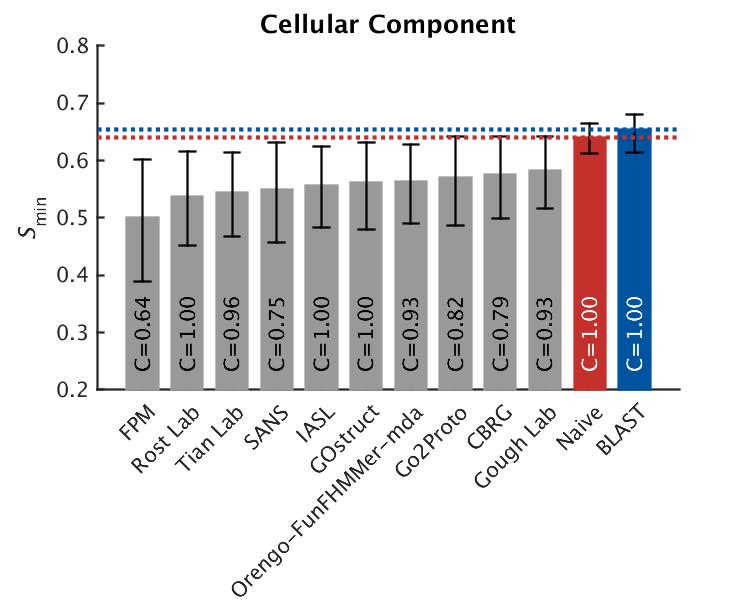 Cellular Component
0.8
0.7
0.6
0.5
0.4
0.3
0.2
Smin
C=0.64
C=1.00
C=0.96
C=0.75
C=1.00
C=1.00
C=0.93
C=0.82
C=0.79
C=0.93
C=1.00
C=1.00
FPM
Rost Lab
Tian Lab
SANS
IASL
GOstruct
Orengo-FunFHMMer-mda
Go2Proto
CBRG
Gough Lab
Naive
BLAST